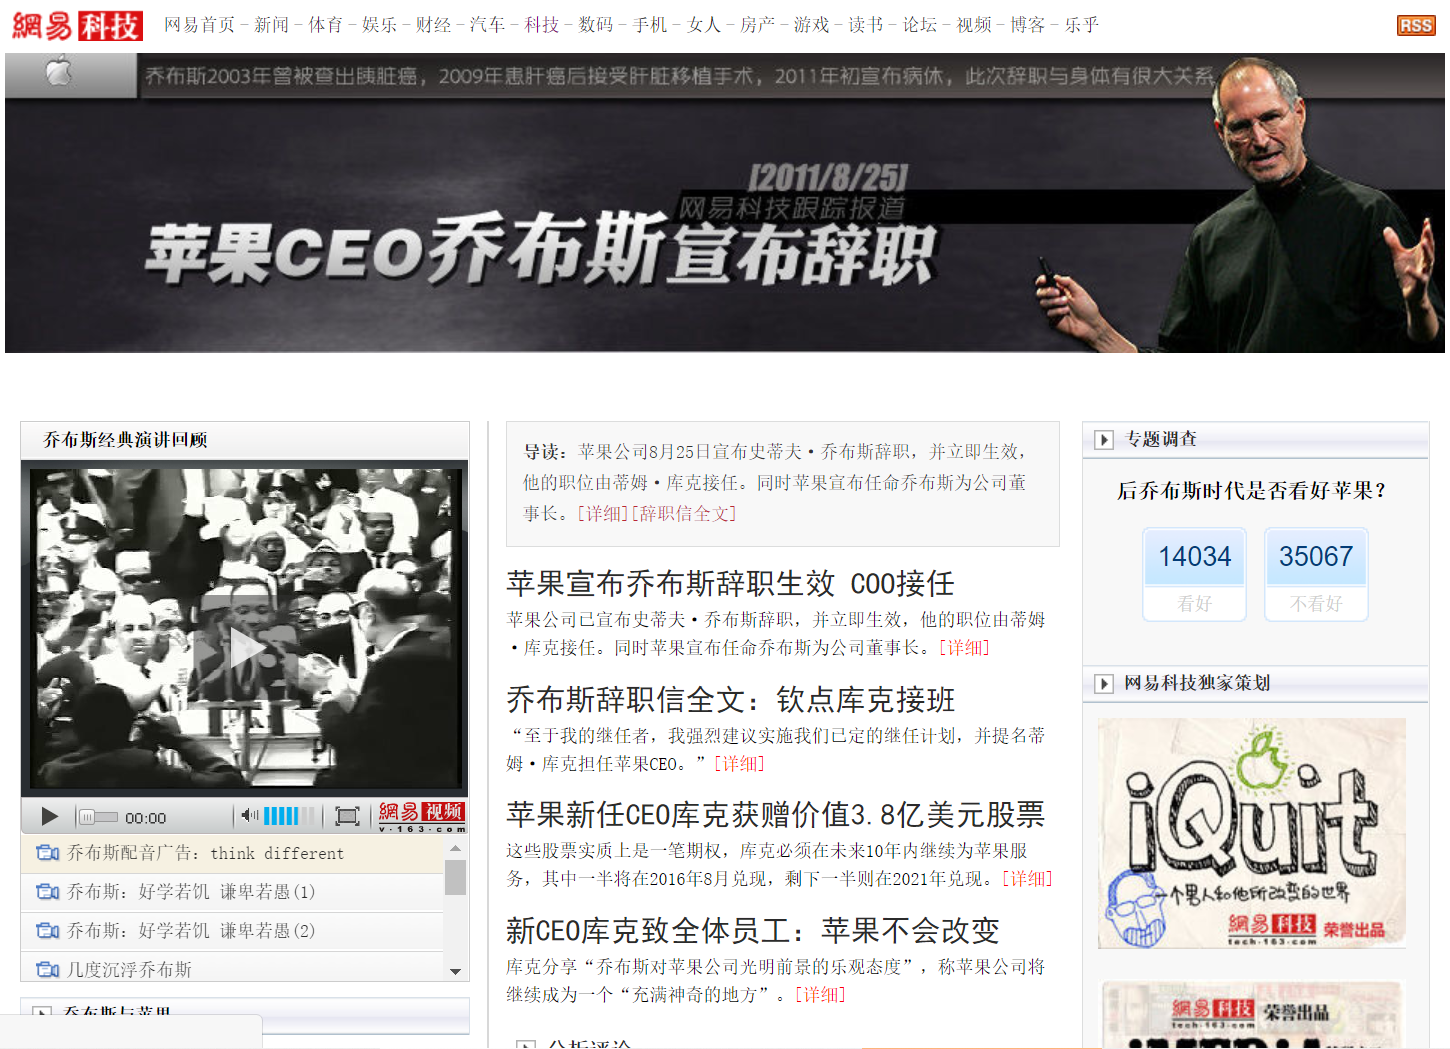 網易科技
网易首页 - 新闻 - 体育 - 娱乐 - 财经 - 汽车 - 科技 - 数码 - 手机 - 女人 - 房产 - 游戏 - 读书 - 论坛 - 视频 - 博客 - 乐乎
RSS
乔布斯2003年曾被查出胰脏癌，2009年患肝癌后接受肝脏移植手术，2011年初宣布病休，此次辞职与身体有很大关系
[2011/8/25]
网易科技跟踪报道
苹果CEO乔布斯宣布辞职
乔布斯经典演讲回顾
00:00
網易视频
v·163·com
乔布斯配音广告：think different
乔布斯：好学若饥 谦卑若愚(1)
乔布斯：好学若饥 谦卑若愚(2)
几度沉浮乔布斯
乔布斯与苹果
导读：苹果公司8月25日宣布史蒂夫·乔布斯辞职，并立即生效，
他的职位由蒂姆·库克接任。同时苹果宣布任命乔布斯为公司董
事长。[详细][辞职信全文]
苹果宣布乔布斯辞职生效 COO接任
苹果公司已宣布史蒂夫·乔布斯辞职，并立即生效，他的职位由蒂姆
·库克接任。同时苹果宣布任命乔布斯为公司董事长。[详细]
乔布斯辞职信全文：钦点库克接班
“至于我的继任者，我强烈建议实施我们已定的继任计划，并提名蒂
姆·库克担任苹果CEO。”[详细]
苹果新任CEO库克获赠价值3.8亿美元股票
这些股票实质上是一笔期权，库克必须在未来10年内继续为苹果服
务，其中一半将在2016年8月兑现，剩下一半则在2021年兑现。[详细]
新CEO库克致全体员工：苹果不会改变
库克分享“乔布斯对苹果公司光明前景的乐观态度”，称苹果公司将
继续成为一个“充满神奇的地方”。[详细]
分析评论
专题调查
后乔布斯时代是否看好苹果？
14034
35067
看好
不看好
网易科技独家策划
iQuit
一个男人和他所改变的世界
網易科技 荣誉出品
tech·163·com
網易科技 荣誉出品
tech·163·com